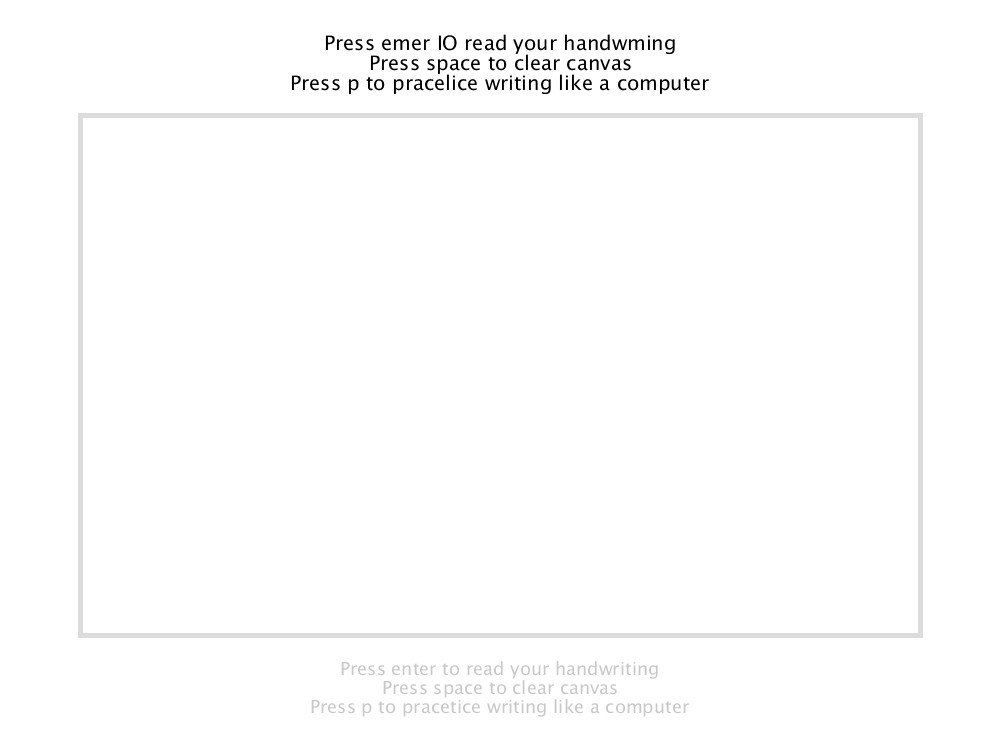 Press emer IO read your handwming
Press space to clear canvas
Press p to pracelice writing like a computer
Press enter to read your handwriting
Press space to clear canvas
Press p to pracetice writing like a computer